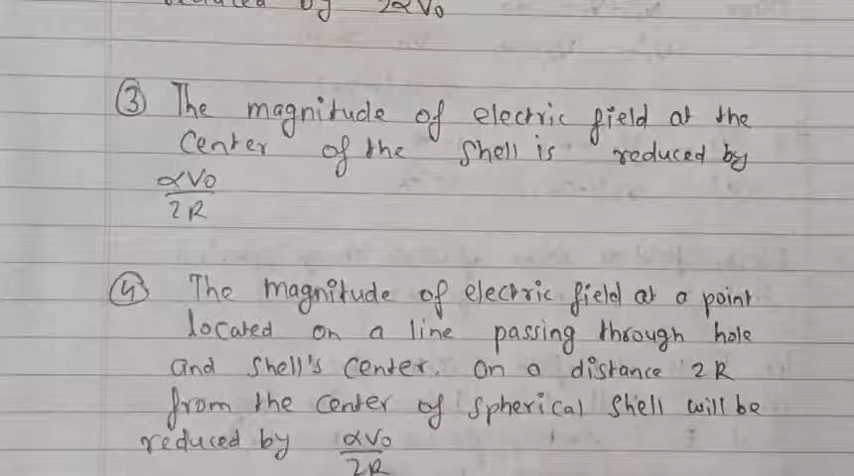 by 2αV0
③ The magnitude of electric field at the
Center of the shell is reduced by
αV0
2R
④ The magnitude of electric field at a point
located on a line passing through hole
and shell's center. on a distance 2R
from the center of spherical shell will be
reduced by αV0
2R